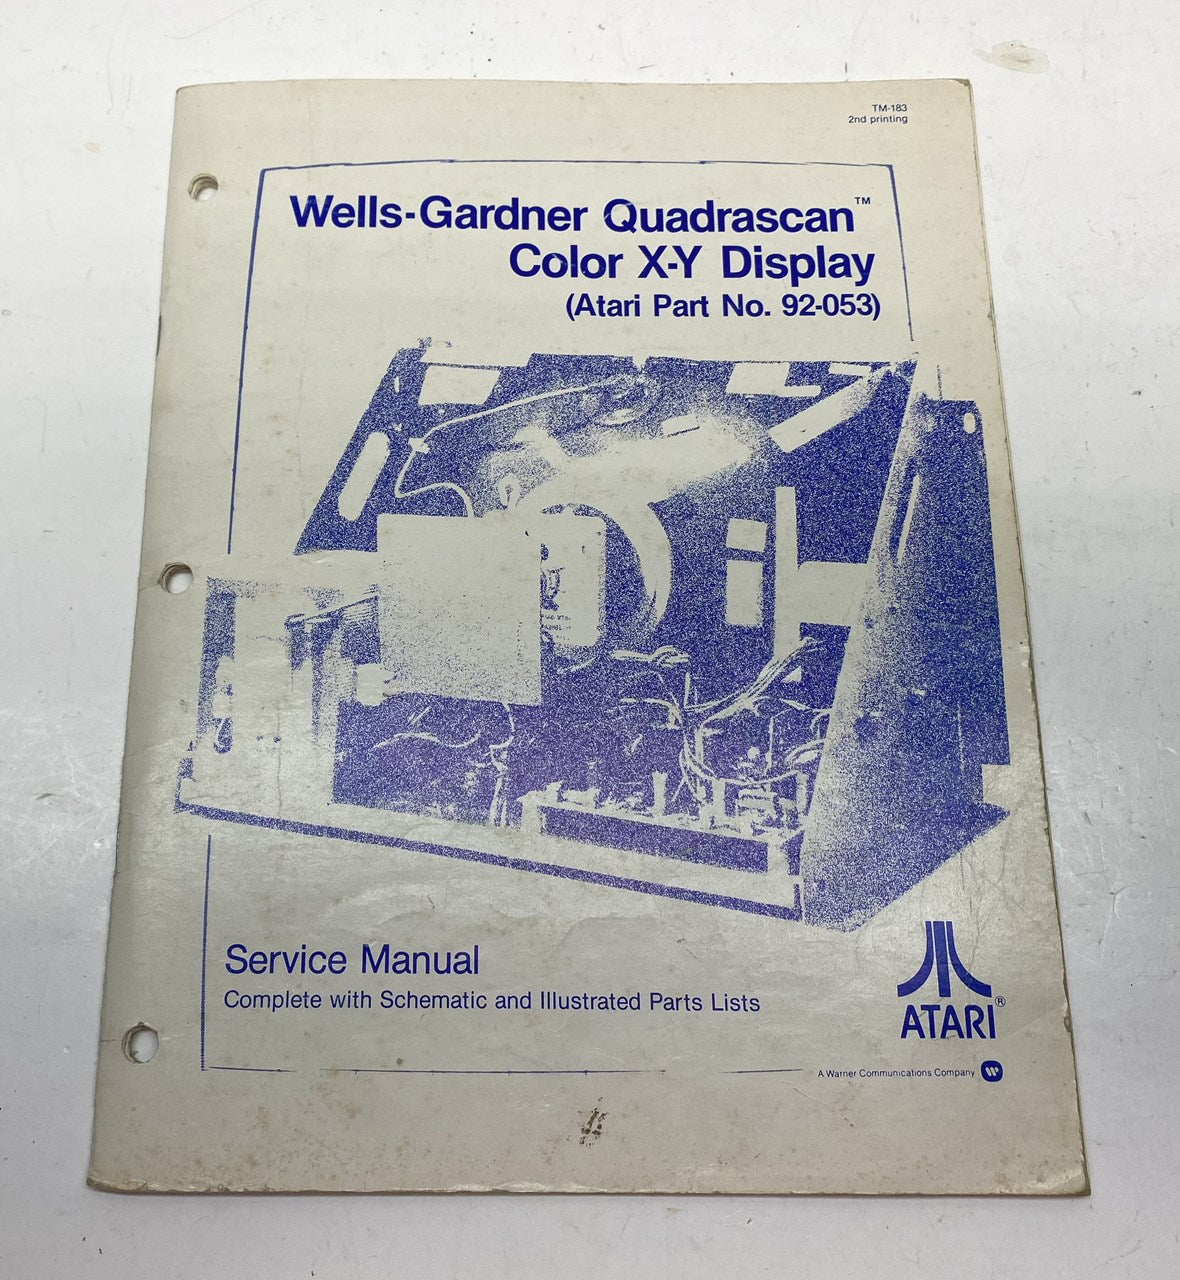 TM-183
2nd printing
Wells-Gardner Quadrascan™
Color X-Y Display
(Atari Part No. 92-053)
Service Manual
Complete with Schematic and Illustrated Parts Lists
ATARI®
A Warner Communications Company